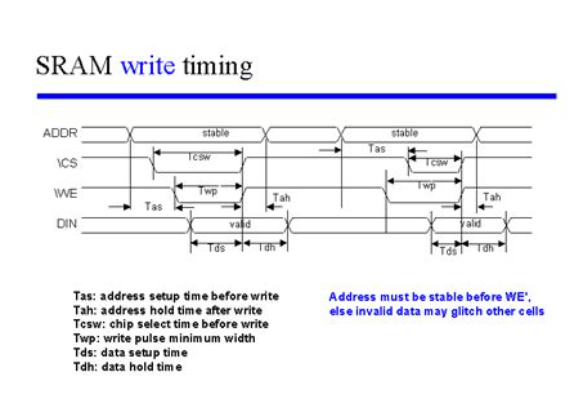 SRAM write timing
ADDR stable stable
Tas
\CS Tcsw Tcsw
\WE Twp Twp
Tas Tah Tah
DIN valid valid
Tds Tdh Tds Tdh
Tas: address setup time before write
Tah: address hold time after write
Tcsw: chip select time before write
Twp: write pulse minimum width
Tds: data setup time
Tdh: data hold time
Address must be stable before WE',
else invalid data may glitch other cells